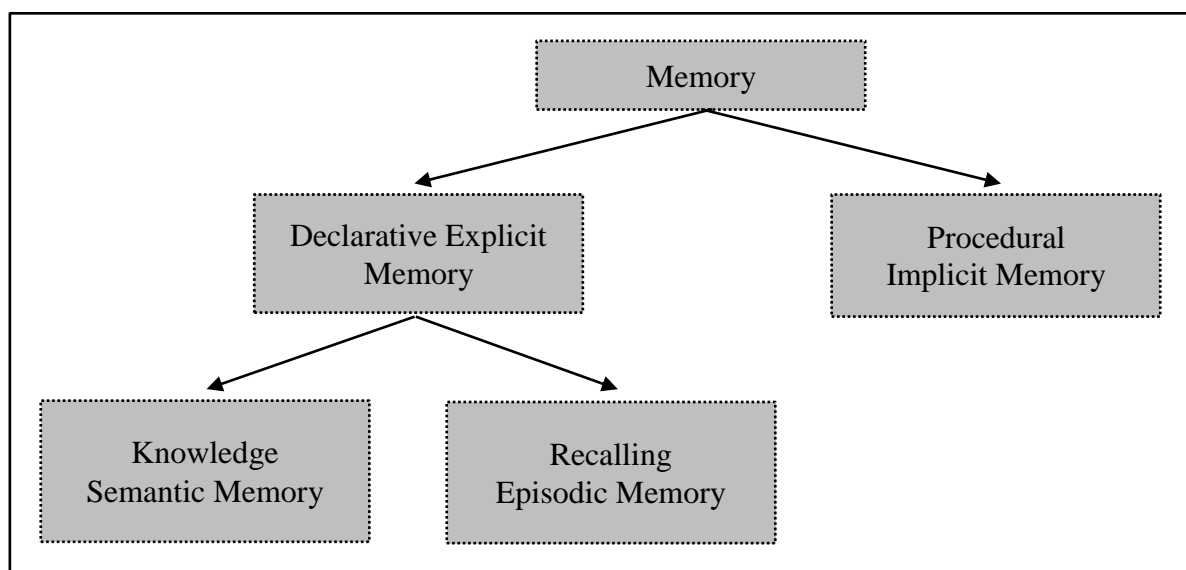 Memory
Declarative Explicit
Memory
Procedural
Implicit Memory
Knowledge
Semantic Memory
Recalling
Episodic Memory